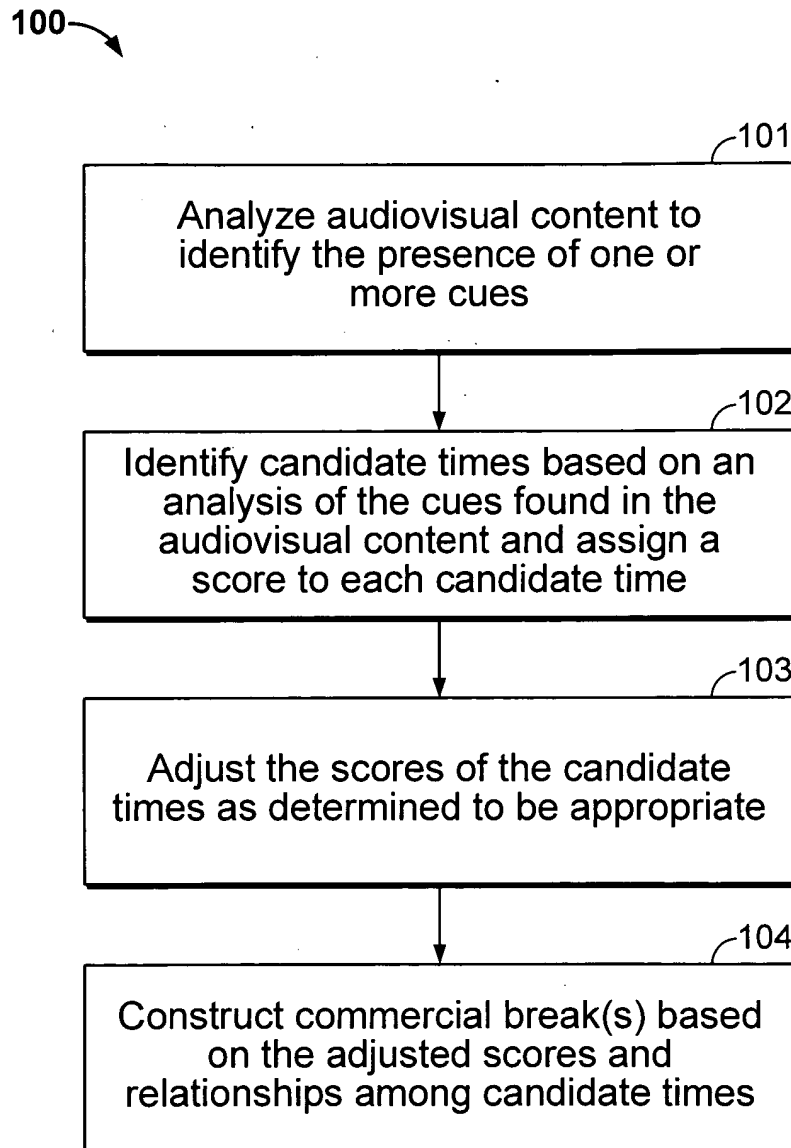 100
101
Analyze audiovisual content to
identify the presence of one or
more cues
102
Identify candidate times based on an
analysis of the cues found in the
audiovisual content and assign a
score to each candidate time
103
Adjust the scores of the candidate
times as determined to be appropriate
104
Construct commercial break(s) based
on the adjusted scores and
relationships among candidate times